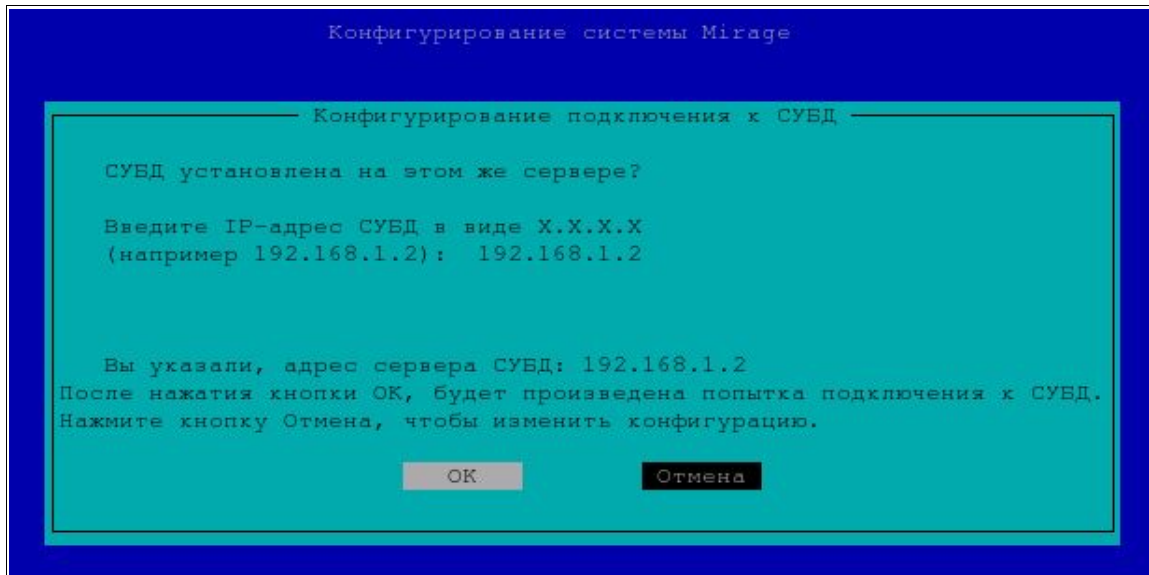 Конфигурирование системы Mirage
Конфигурирование подключения к СУБД
СУБД установлена на этом же сервере?
Введите IP-адрес СУБД в виде X.X.X.X
(например 192.168.1.2): 192.168.1.2
Вы указали, адрес сервера СУБД: 192.168.1.2
После нажатия кнопки ОК, будет произведена попытка подключения к СУБД.
Нажмите кнопку Отмена, чтобы изменить конфигурацию.
ОК Отмена